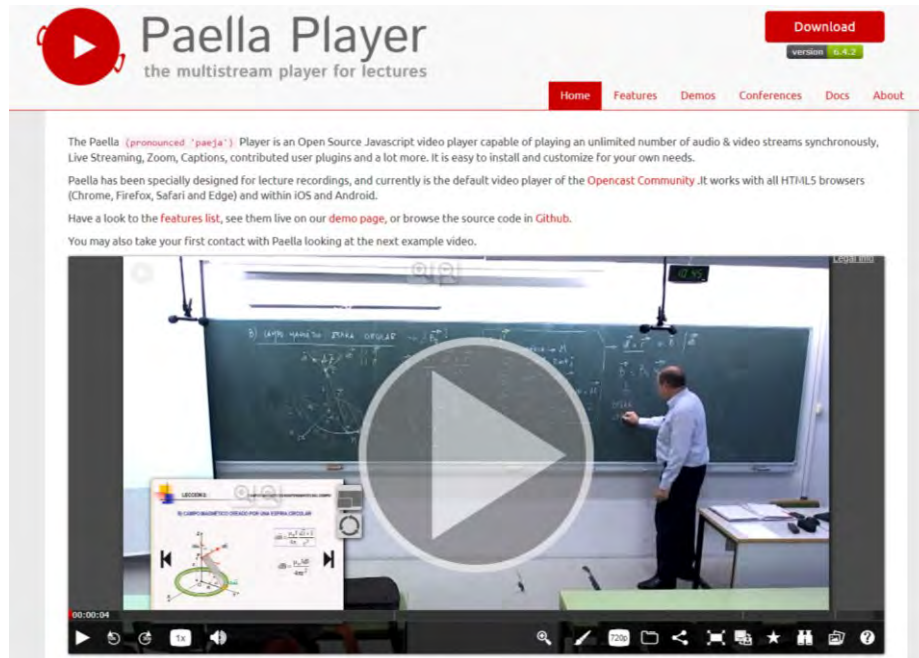 Paella Player
the multistream player for lectures
Download
version 6.4.2
Home Features Demos Conferences Docs About
The Paella (pronounced 'paeja') Player is an Open Source Javascript video player capable of playing an unlimited number of audio & video streams synchronously,
Live Streaming, Zoom, Captions, contributed user plugins and a lot more. It is easy to install and customize for your own needs.
Paella has been specially designed for lecture recordings, and currently is the default video player of the Opencast Community .It works with all HTML5 browsers
(Chrome, Firefox, Safari and Edge) and within iOS and Android.
Have a look to the features list, see them live on our demo page, or browse the source code in Github.
You may also take your first contact with Paella looking at the next example video.
Legal info
B) CAMPO MAGNÉTICO CREADO POR UNA ESPIRA CIRCULAR
00:00:04
1x
720p